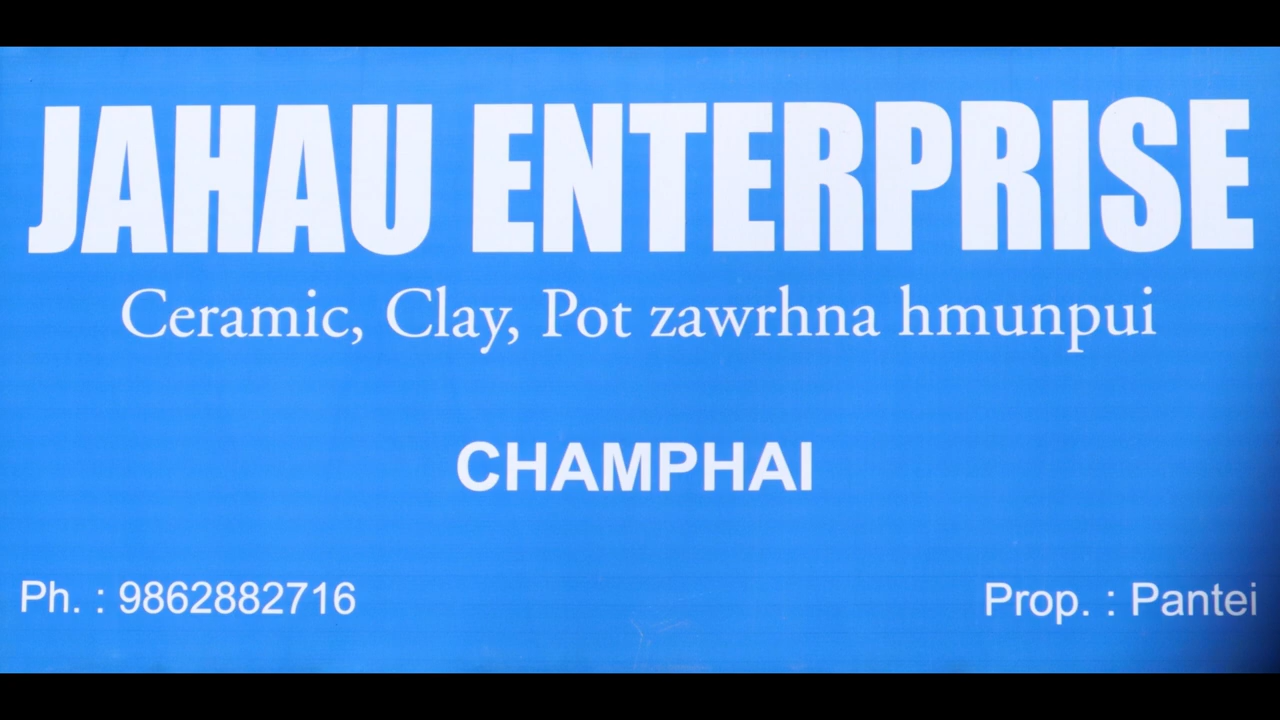 JAHAU ENTERPRISE
Ceramic, Clay, Pot zawrhna hmunpui
CHAMPHAI
Ph. : 9862882716
Prop. : Pantei